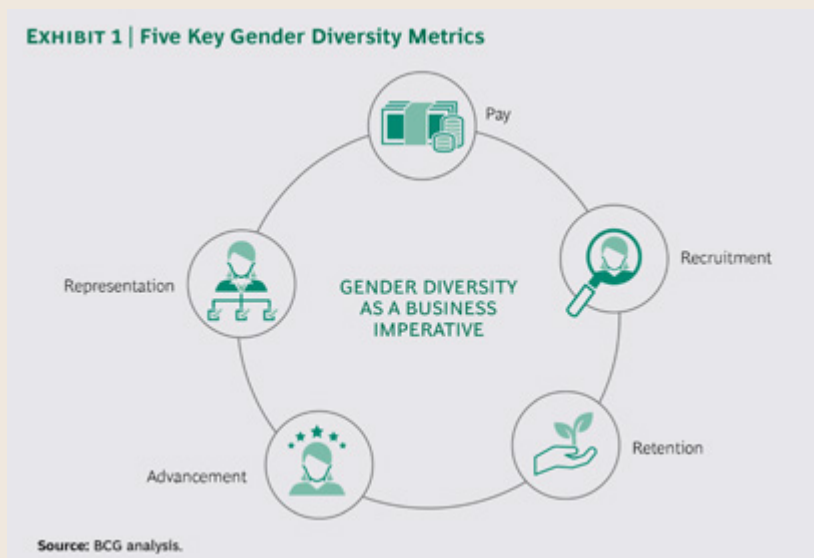 EXHIBIT 1 | Five Key Gender Diversity Metrics
Pay
Recruitment
Representation
GENDER DIVERSITY
AS A BUSINESS
IMPERATIVE
Retention
Advancement
Source: BCG analysis.